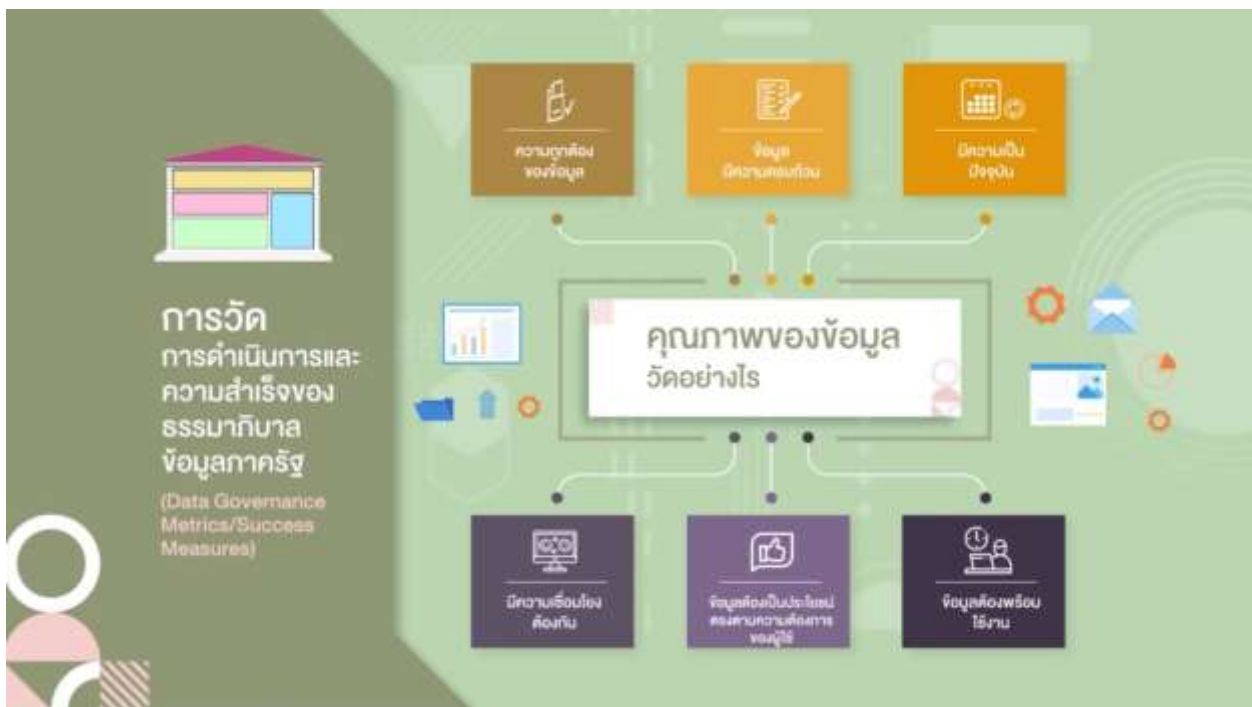 การวัด
การดำเนินการและ
ความสำเร็จของ
ธรรมาภิบาล
ข้อมูลภาครัฐ
(Data Governance
Metrics/Success
Measures)
ความถูกต้อง
ของข้อมูล
ข้อมูล
มีความครบถ้วน
มีความเป็น
ปัจจุบัน
คุณภาพของข้อมูล
วัดอย่างไร
มีความเชื่อมโยง
ต้องกัน
ข้อมูลต้องเป็นประโยชน์
ตรงตามความต้องการ
ของผู้ใช้
ข้อมูลต้องพร้อม
ใช้งาน